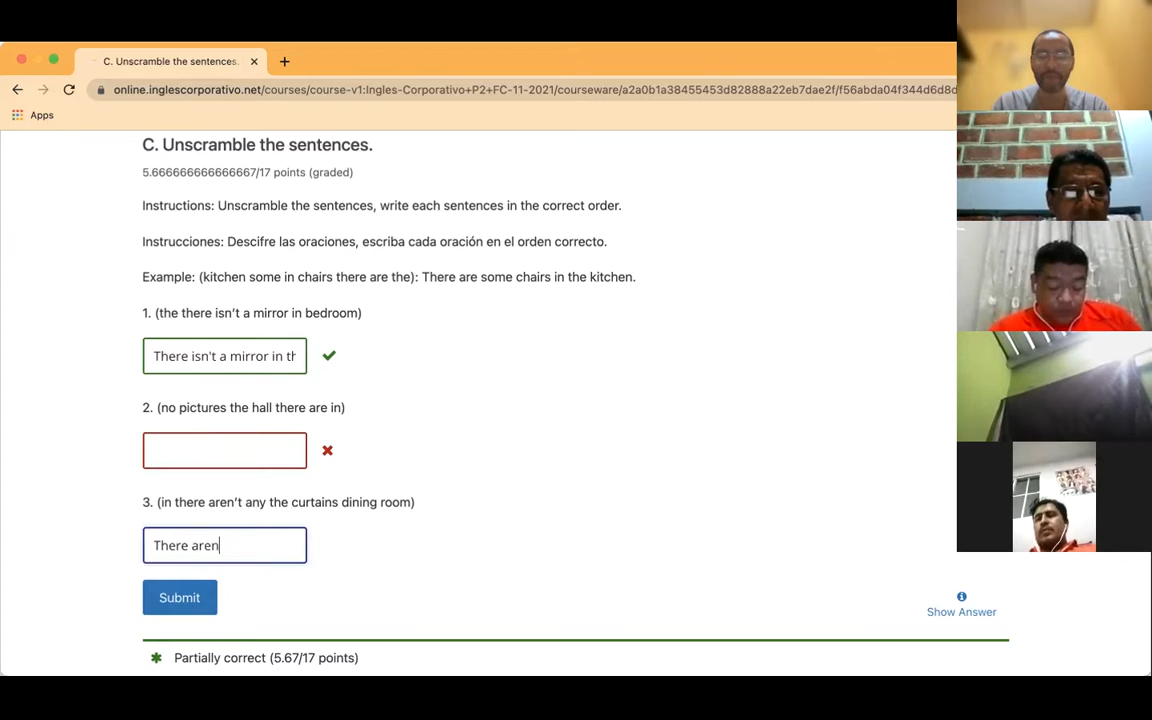 C. Unscramble the sentences.
online.inglescorporativo.net/courses/course-v1:Ingles-Corporativo+P2+FC-11-2021/courseware/a2a0b1a38455453d82888a22eb7dae2f/f56abda04f344d6d8d
Apps
C. Unscramble the sentences.
5.666666666666667/17 points (graded)
Instructions: Unscramble the sentences, write each sentences in the correct order.
Instrucciones: Descifre las oraciones, escriba cada oración en el orden correcto.
Example: (kitchen some in chairs there are the): There are some chairs in the kitchen.
1. (the there isn’t a mirror in bedroom)
There isn't a mirror in th
2. (no pictures the hall there are in)
3. (in there aren’t any the curtains dining room)
There aren
Submit
Show Answer
Partially correct (5.67/17 points)